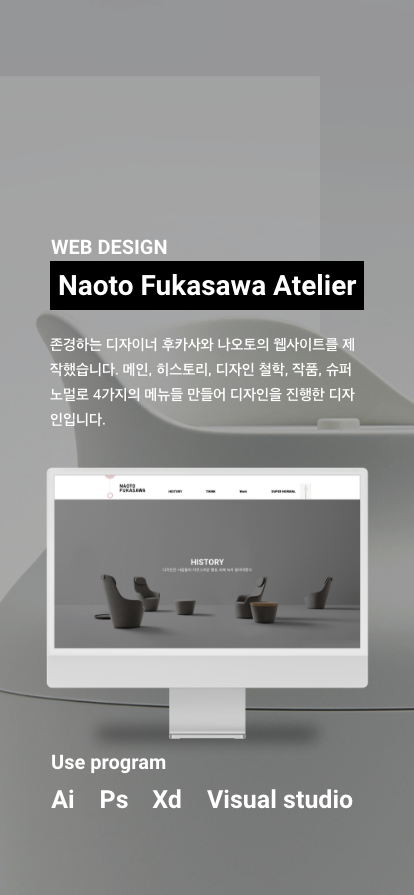 WEB DESIGN
Naoto Fukasawa Atelier
존경하는 디자이너 후카사와 나오토의 웹사이트를 제
작했습니다. 메인, 히스토리, 디자인 철학, 작품, 슈퍼
노멀로 4가지의 메뉴들 만들어 디자인을 진행한 디자
인입니다.
NAOTO
FUKASAWA
HISTORY THINK Work SUPER NORMAL
HISTORY
Use program
Ai Ps Xd Visual studio